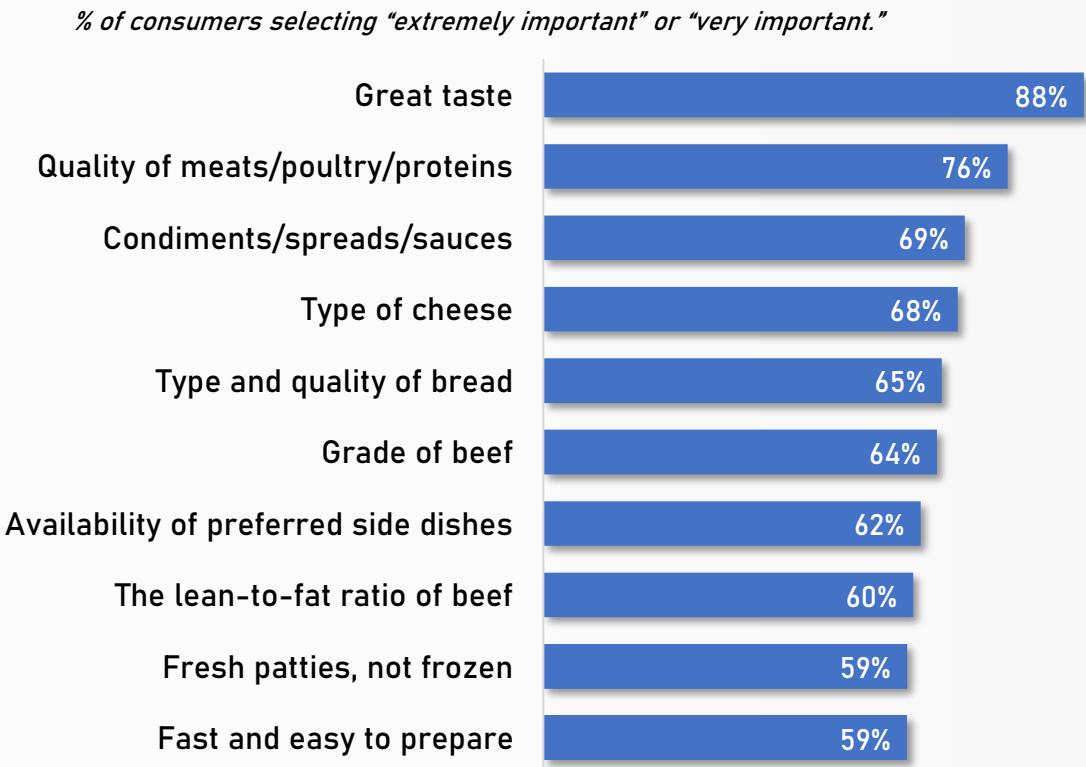 % of consumers selecting “extremely important” or “very important.”
Great taste 88%
Quality of meats/poultry/proteins 76%
Condiments/spreads/sauces 69%
Type of cheese 68%
Type and quality of bread 65%
Grade of beef 64%
Availability of preferred side dishes 62%
The lean-to-fat ratio of beef 60%
Fresh patties, not frozen 59%
Fast and easy to prepare 59%